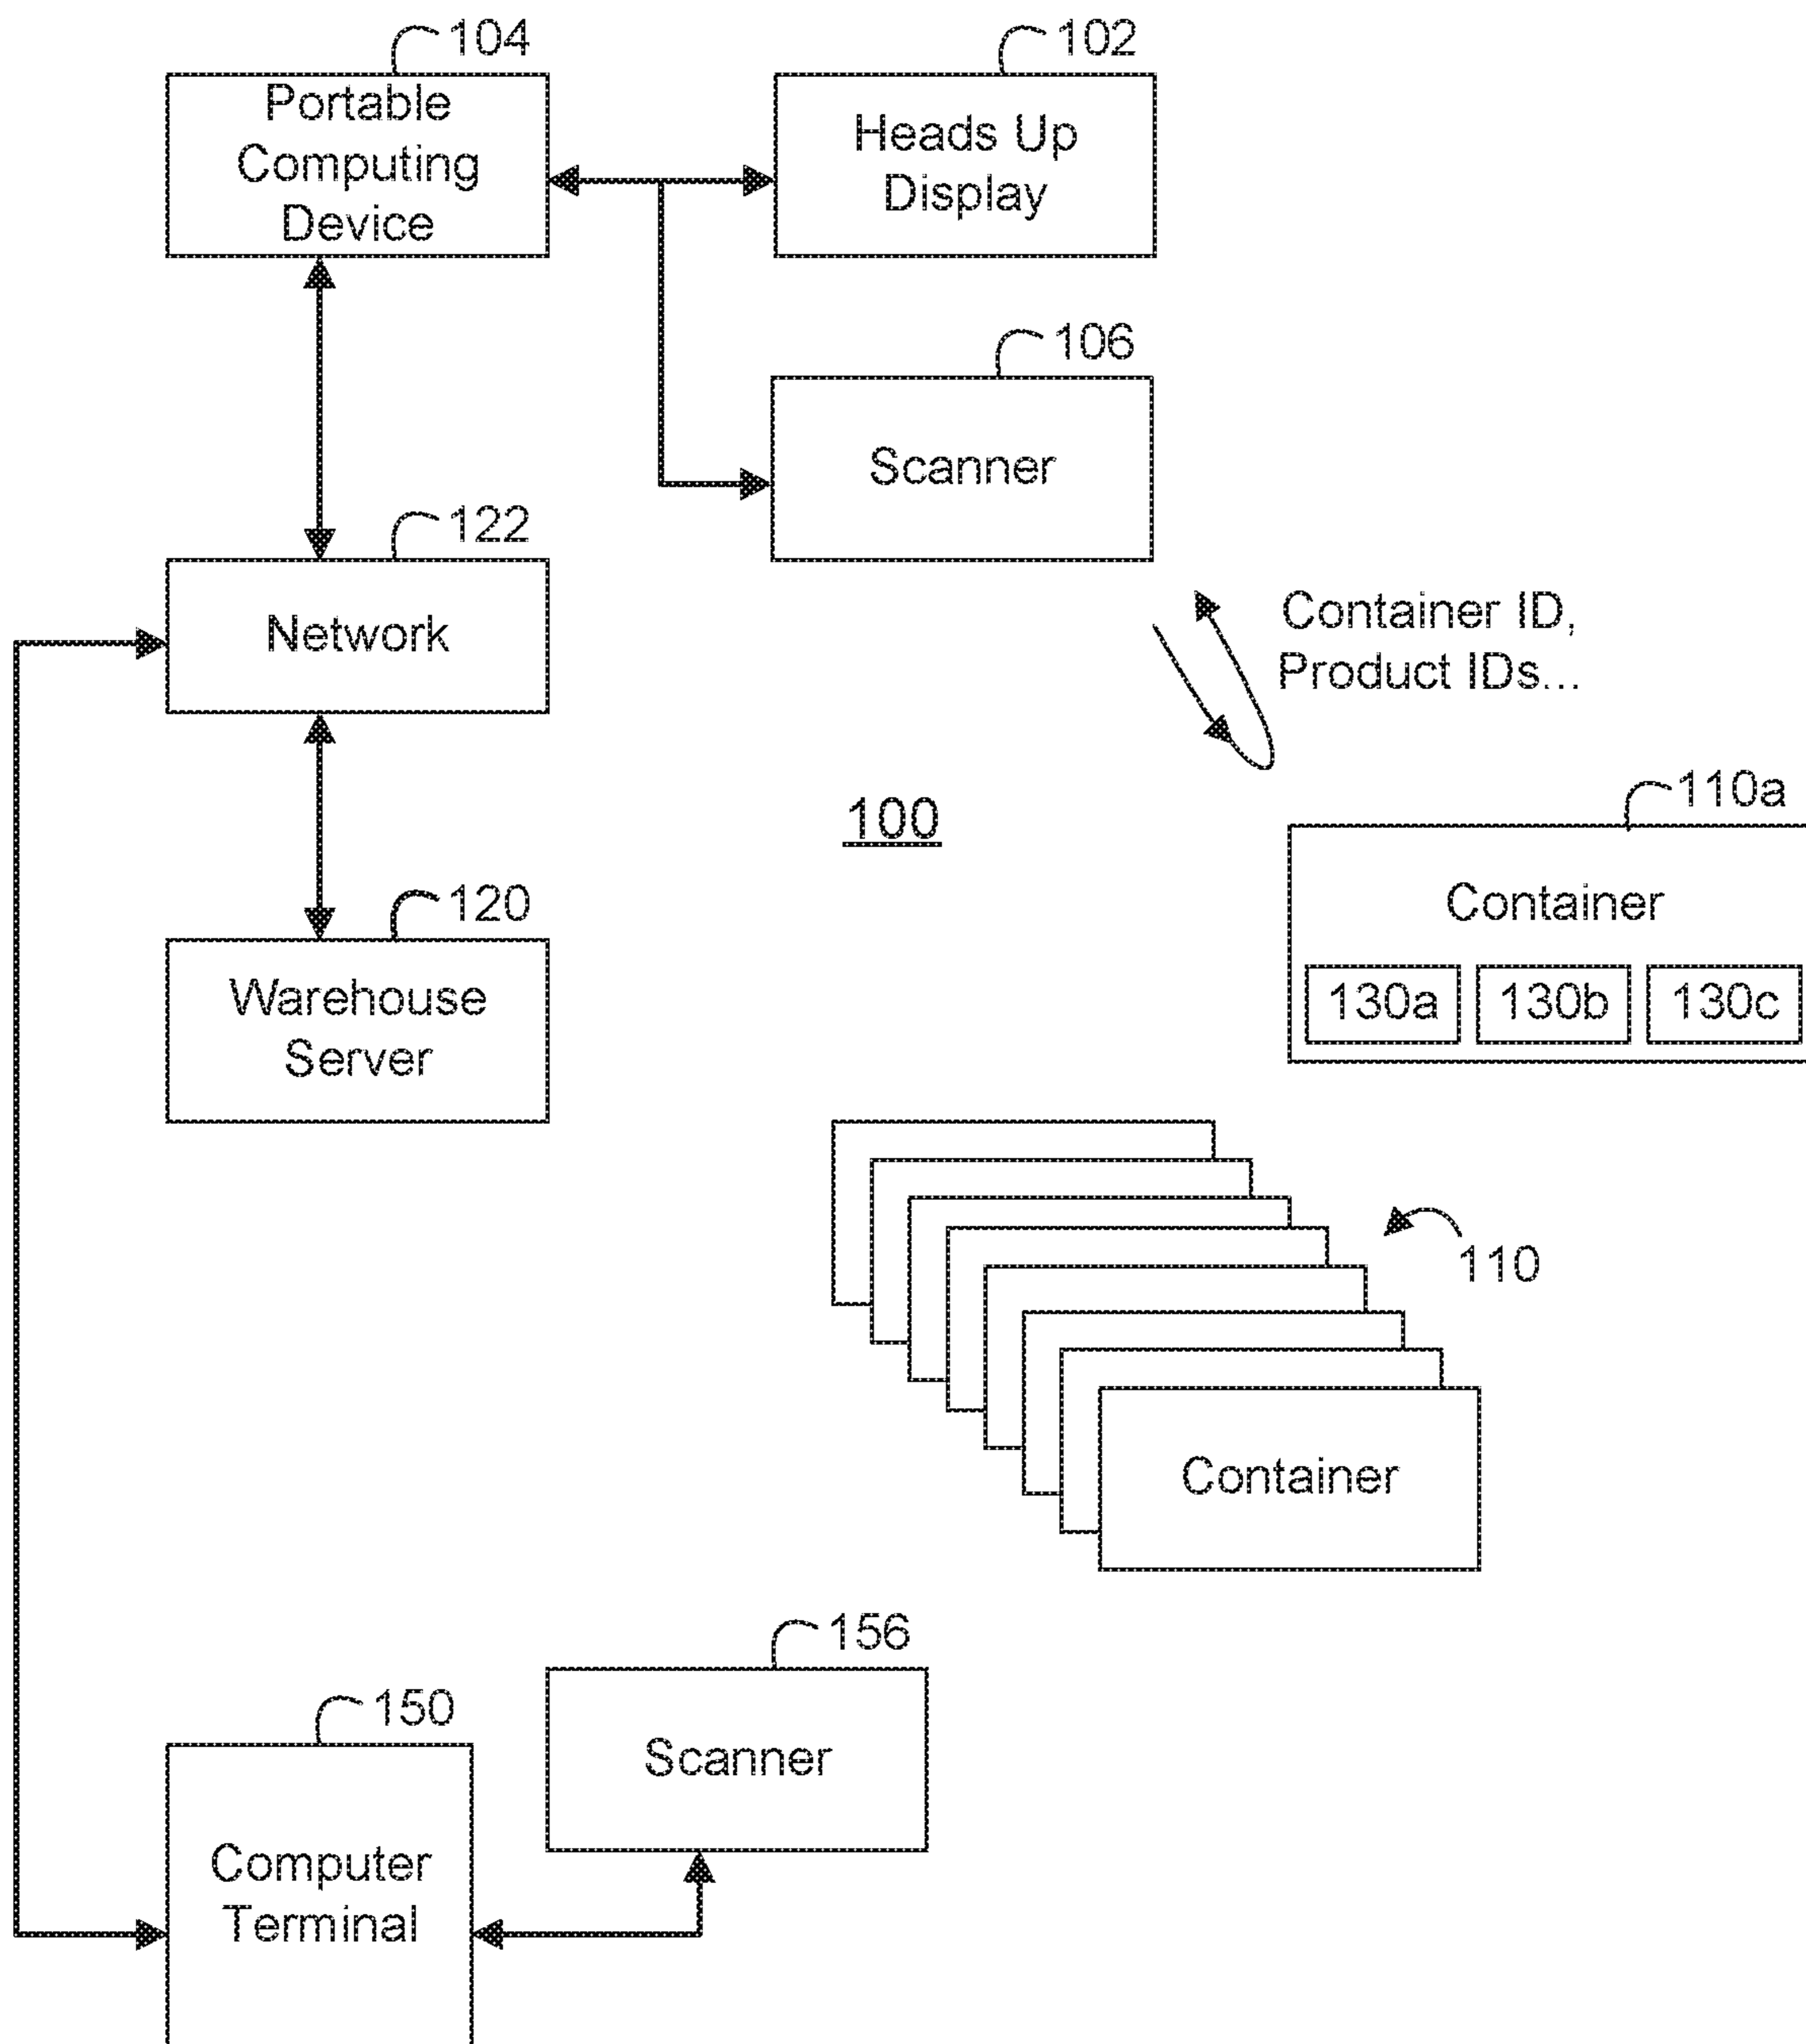 104
Portable
Computing
Device
102
Heads Up
Display
106
Scanner
122
Network
Container ID,
Product IDs...
100
110a
Container
130a 130b 130c
120
Warehouse
Server
110
Container
156
Scanner
150
Computer
Terminal